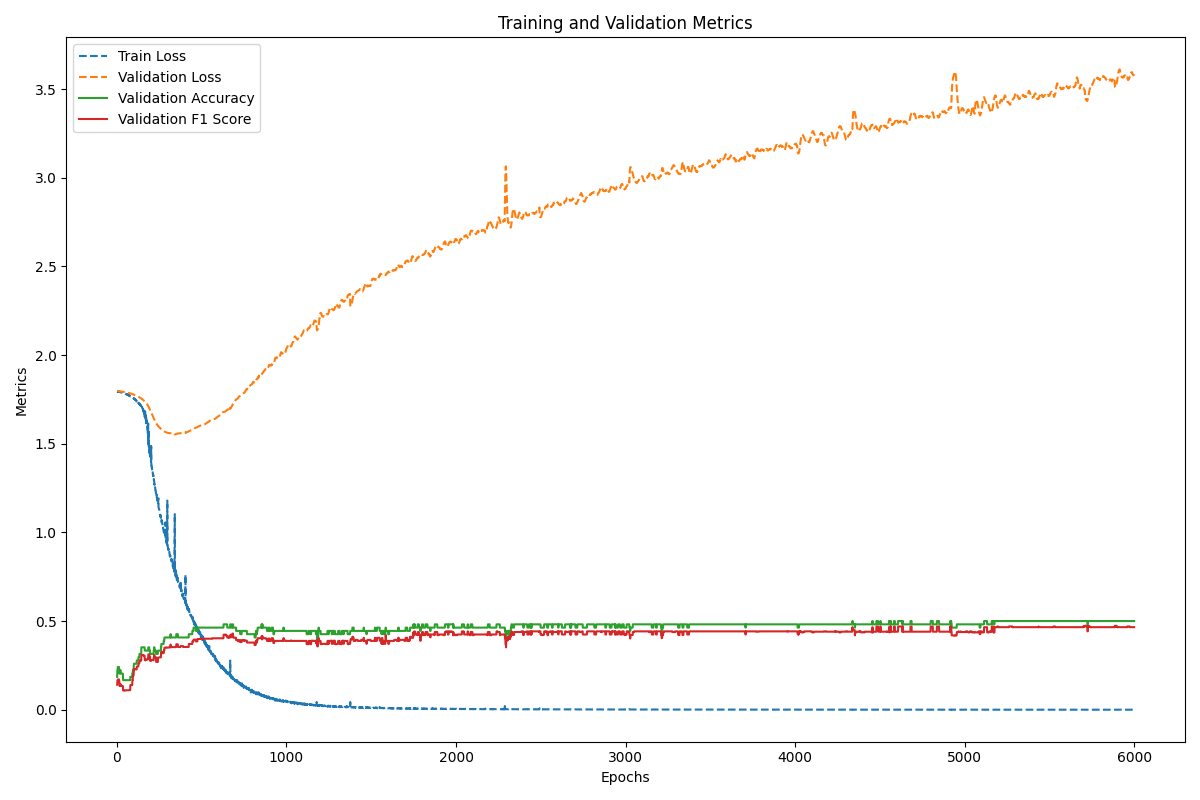 Training and Validation Metrics
Train Loss
Validation Loss
Validation Accuracy
Validation F1 Score
Metrics
3.5
3.0
2.5
2.0
1.5
1.0
0.5
0.0
0 1000 2000 3000 4000 5000 6000
Epochs